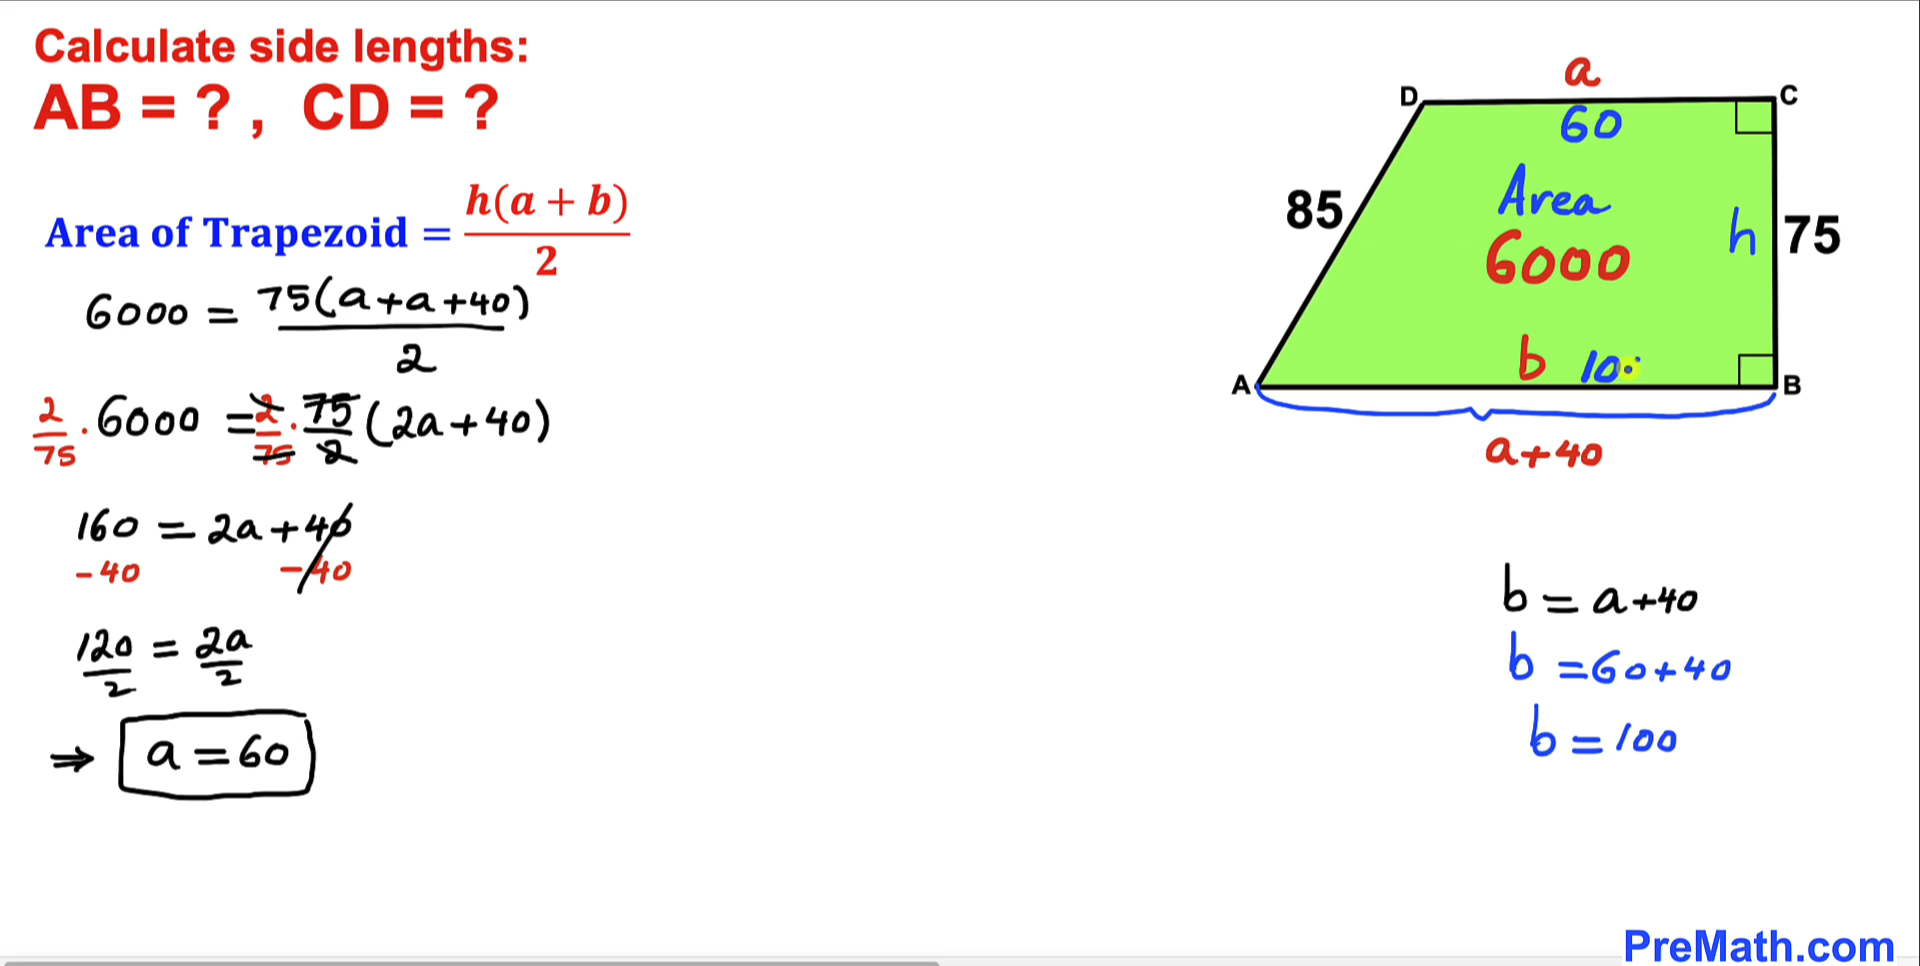 Calculate side lengths:
AB = ? , CD = ?
Area of Trapezoid = h(a + b) / 2
6000 = 75(a+a+40) / 2
2/75 · 6000 = 2/75 · 75/2 (2a+40)
160 = 2a+40
-40 -40
120/2 = 2a/2
⇒ a = 60
a
D C
60
85
Area
6000
h 75
b 10
A B
a+40
b = a+40
b = 60+40
b = 100
PreMath.com